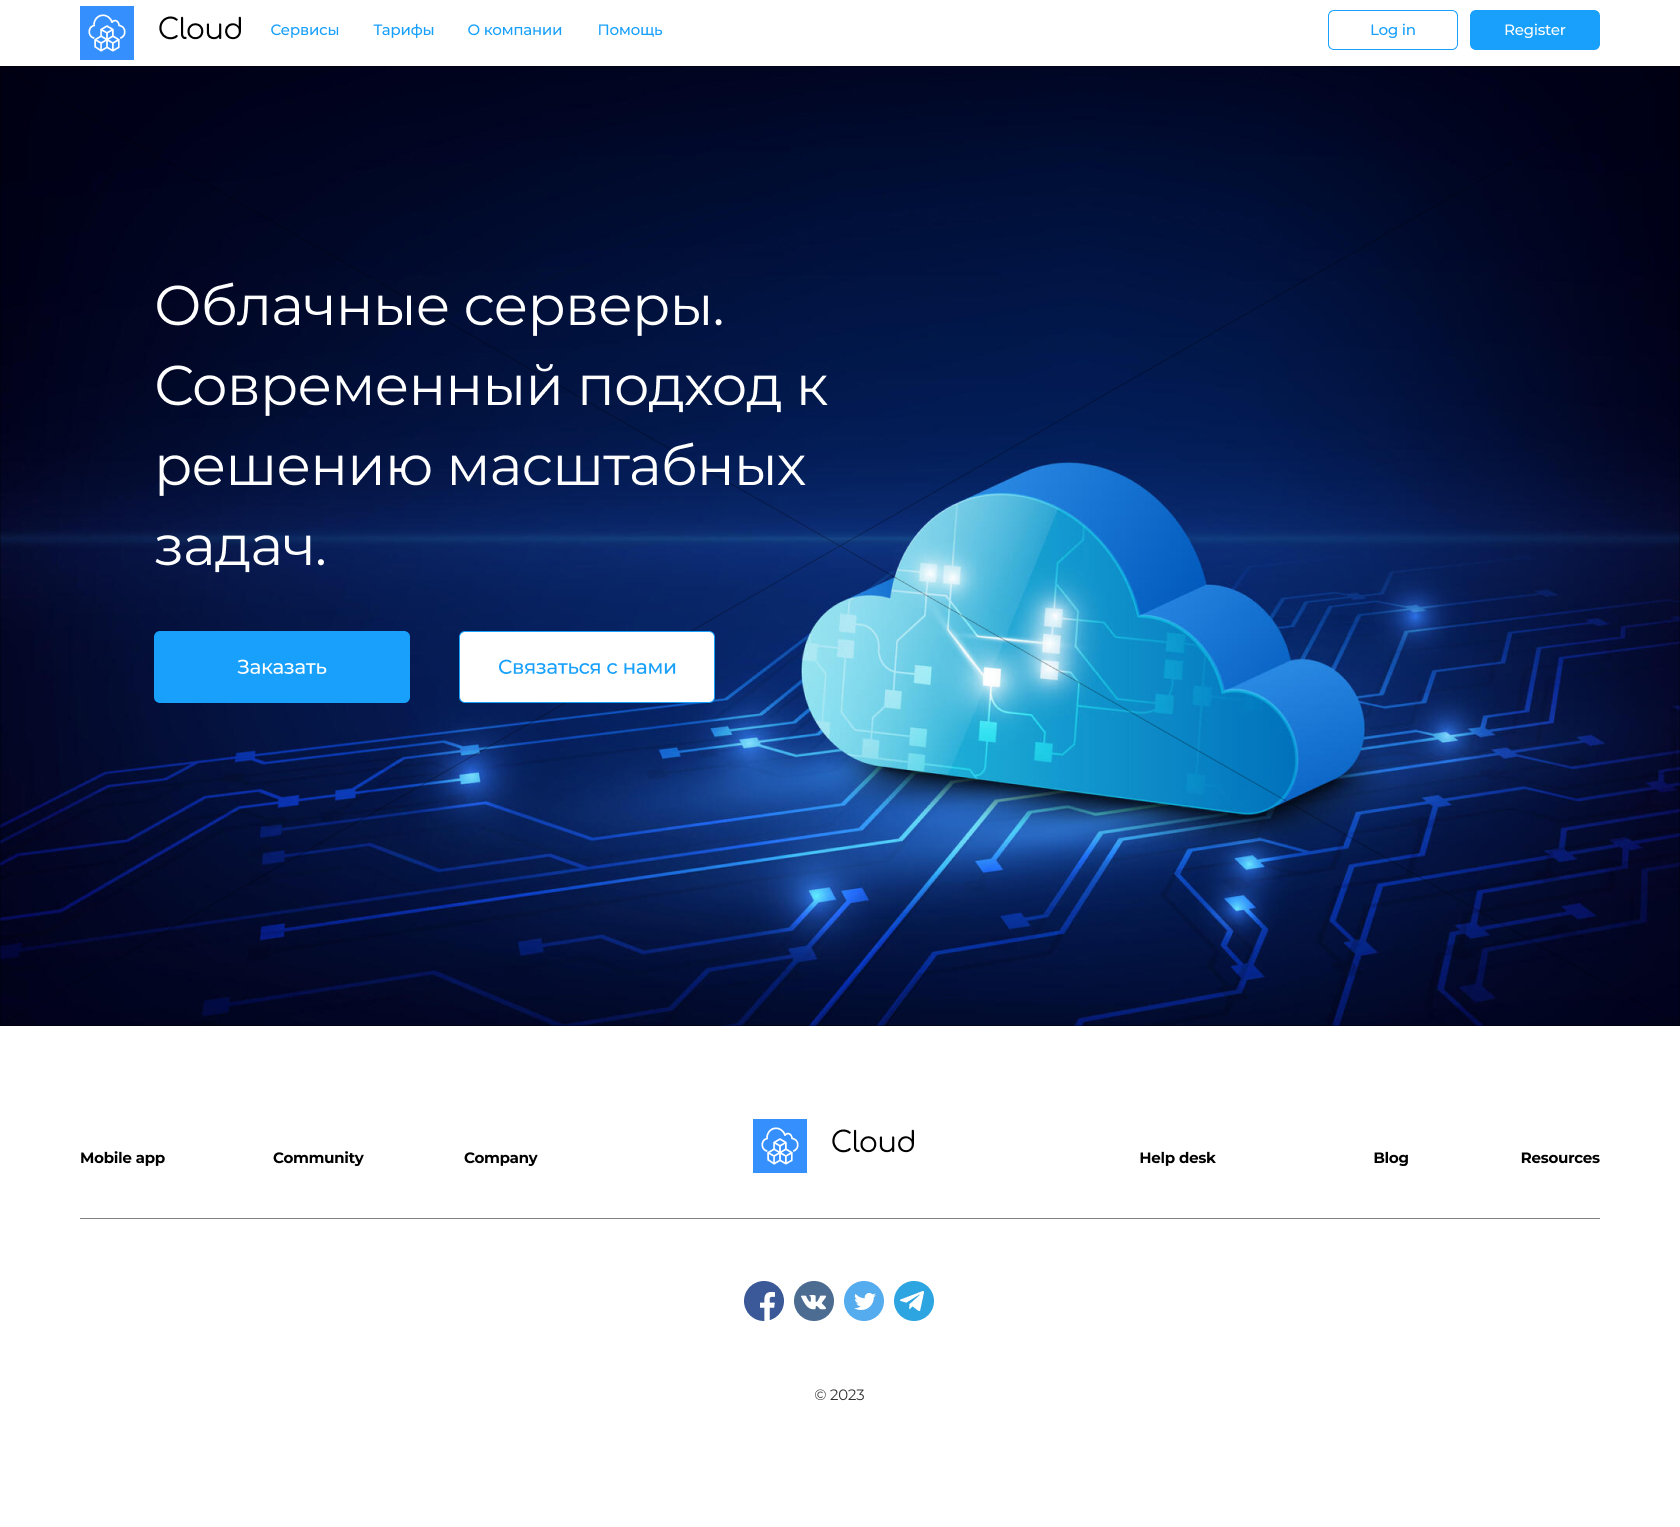 Cloud Сервисы Тарифы О компании Помощь Log in Register
Облачные серверы.
Современный подход к
решению масштабных
задач.
Заказать Связаться с нами
Mobile app Community Company Cloud Help desk Blog Resources
© 2023